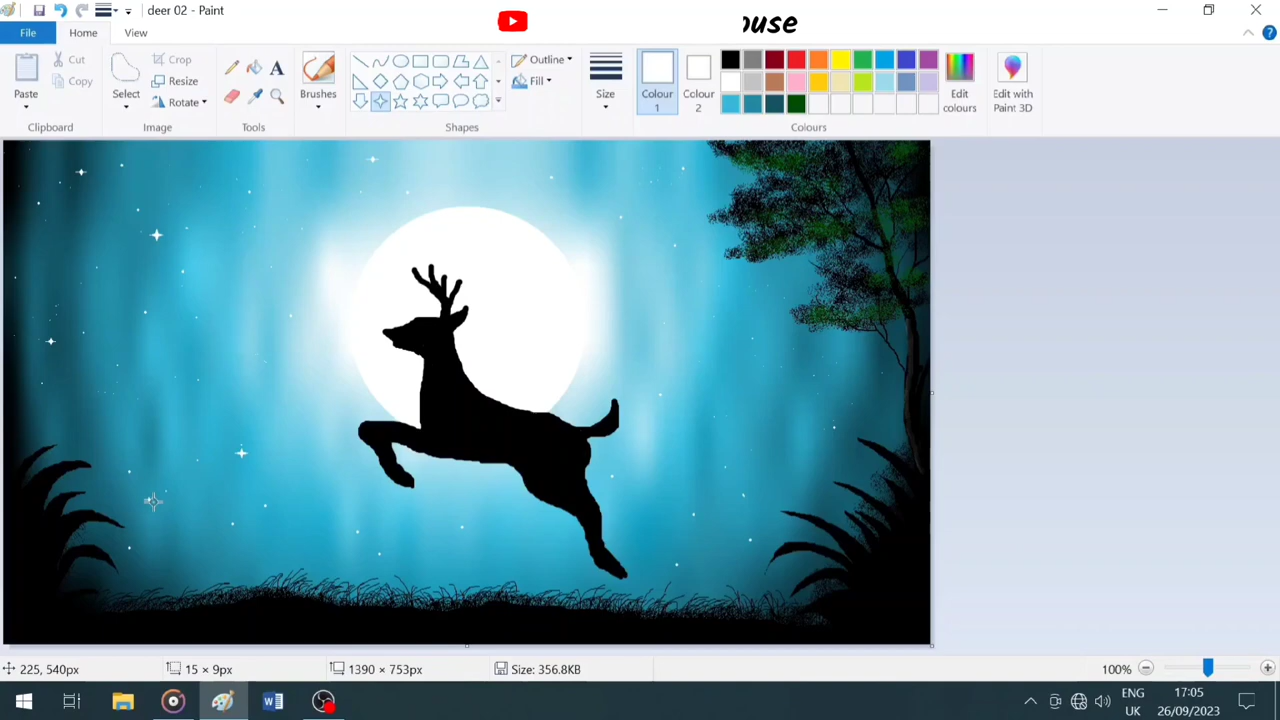 deer 02 - Paint
ouse
File
Home
View
Paste
Cut
Copy
Clipboard
Select
Crop
Resize
Rotate
Image
Tools
A
Brushes
Shapes
Outline
Fill
Size
Colour 1
Colour 2
Edit colours
Edit with Paint 3D
Colours
225, 540px
15 × 9px
1390 × 753px
Size: 356.8KB
100%
ENG
UK
17:05
26/09/2023